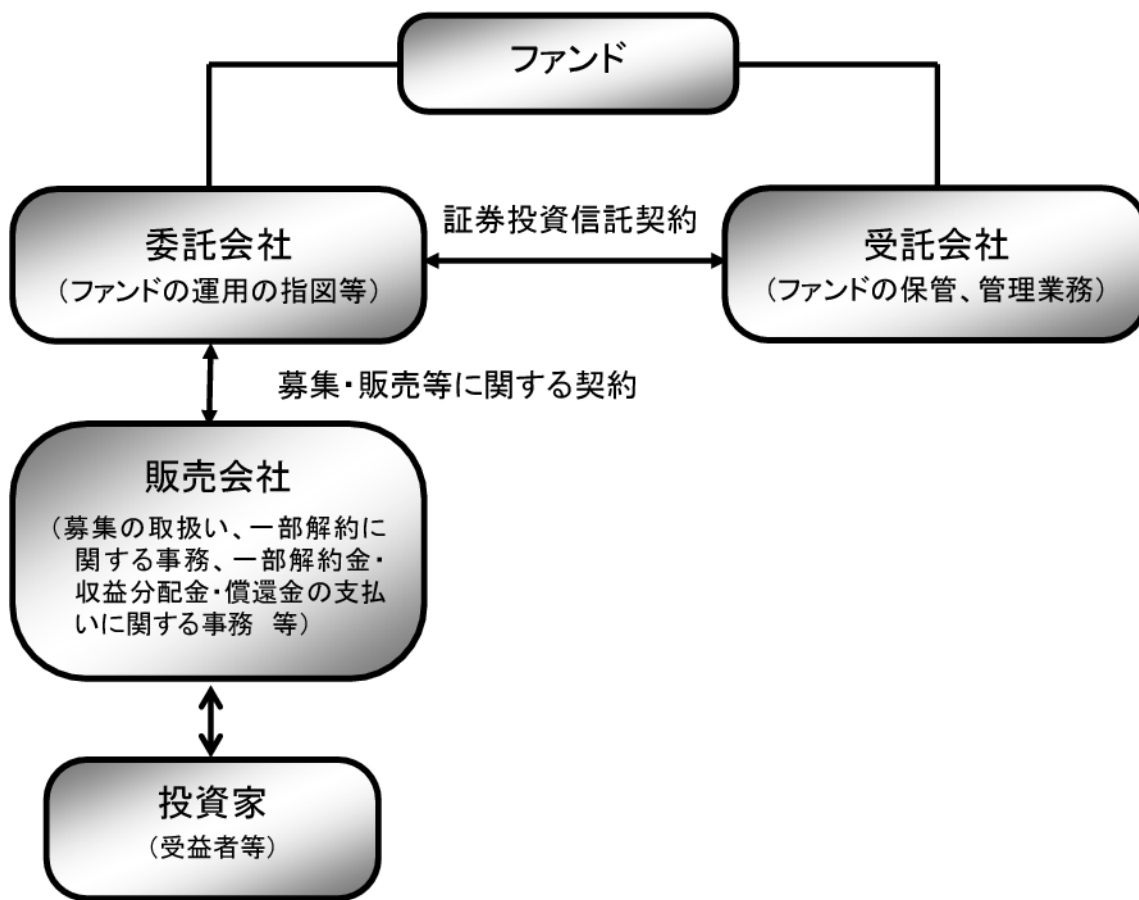 ファンド
証券投資信託契約
委託会社
（ファンドの運用の指図等）
受託会社
（ファンドの保管、管理業務）
募集・販売等に関する契約
販売会社
（募集の取扱い、一部解約に
関する事務、一部解約金・
収益分配金・償還金の支払
いに関する事務　等）
投資家
（受益者等）